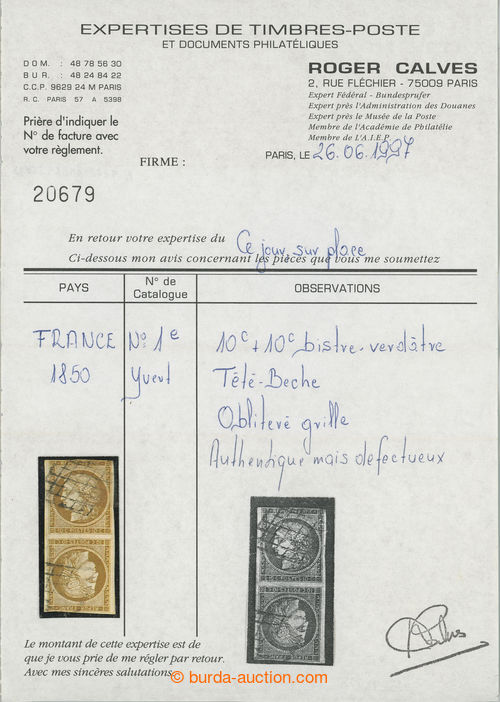 EXPERTISES DE TIMBRES-POSTE
ET DOCUMENTS PHILATÉLIQUES
DOM. : 48 78 56 30
BUR. : 48 24 84 22
C.C.P. 9629 24 M PARIS
R.C. PARIS 57 A 5398
ROGER CALVES
2, RUE FLÉCHIER - 75009 PARIS
Expert Fédéral - Bundesprufer
Expert près l'Administration des Douanes
Expert près le Musée de la Poste
Membre de l'Académie de Philatélie
Membre de L'A.I.E.P.
Prière d'indiquer le
N° de facture avec
votre règlement.
FIRME :
PARIS, LE 26.06.1997
20679
En retour votre expertise du Ce jour sur place
Ci-dessous mon avis concernant les pièces que vous me soumettez
PAYS
N° de Catalogue
OBSERVATIONS
FRANCE N° 1e 10c + 10c bistre-verdâtre
1850 Yvert Tété-Beche
Obliteré grille
Authentique mais defectueux
Le montant de cette expertise est de
que je vous prie de me régler par retour.
Avec mes sincères salutations.
© burda-auction.com